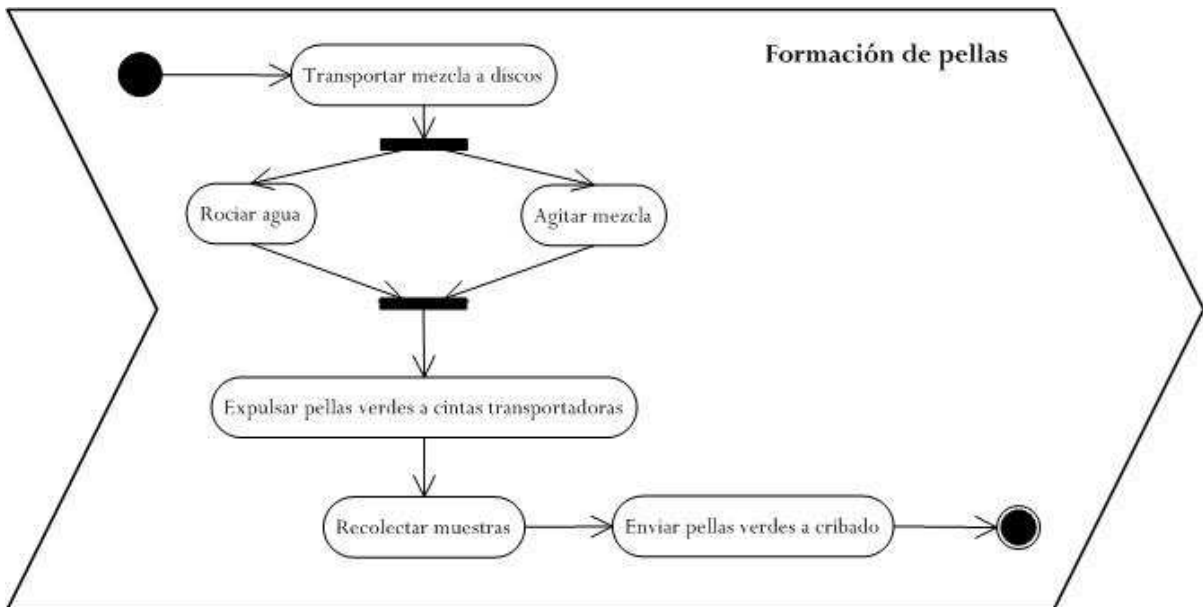 Formación de pellas
Transportar mezcla a discos
Rociar agua
Agitar mezcla
Expulsar pellas verdes a cintas transportadoras
Recolectar muestras
Enviar pellas verdes a cribado